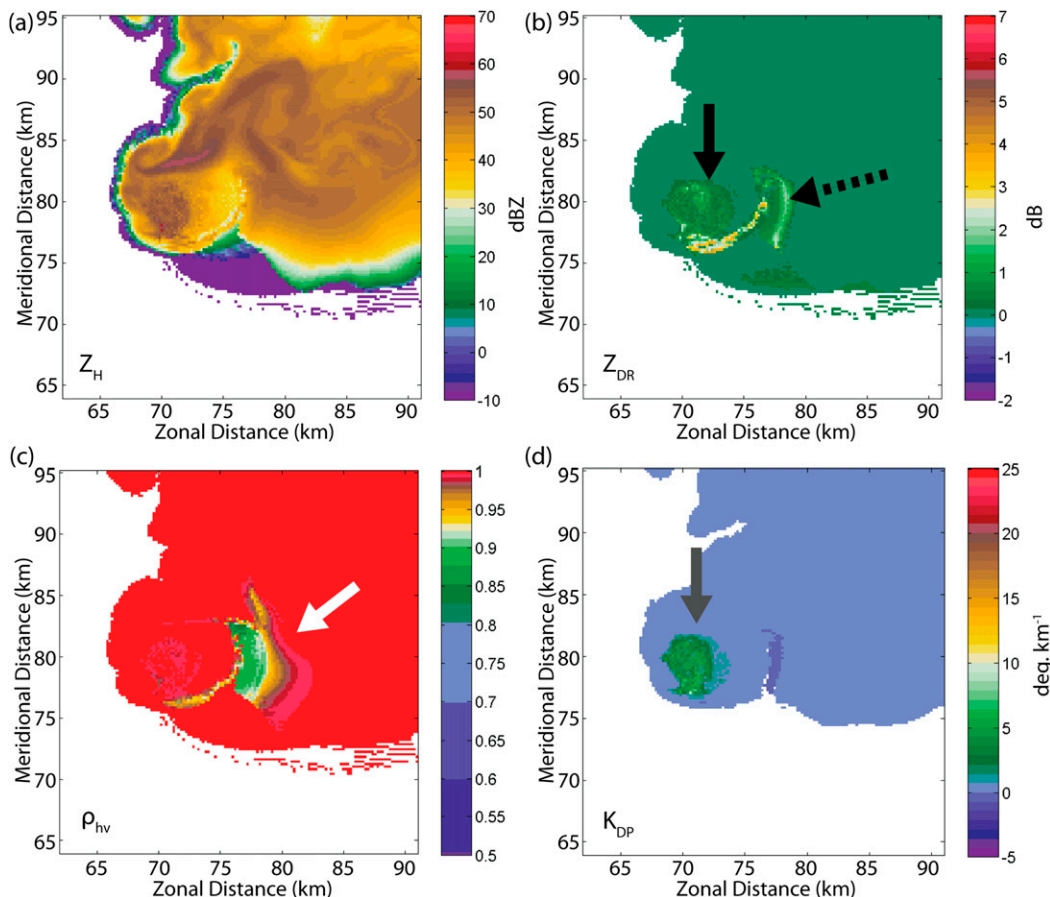 (a)
95
90
85
80
75
70
65
65 70 75 80 85 90
Meridional Distance (km)
Zonal Distance (km)
Z_H
70
60
50
40
30
20
10
0
-10
dBZ
(b)
95
90
85
80
75
70
65
65 70 75 80 85 90
Meridional Distance (km)
Zonal Distance (km)
Z_DR
7
6
5
4
3
2
1
0
-1
-2
dB
(c)
95
90
85
80
75
70
65
65 70 75 80 85 90
Meridional Distance (km)
Zonal Distance (km)
ρ_hv
1
0.95
0.9
0.85
0.8
0.75
0.7
0.65
0.6
0.55
0.5
(d)
95
90
85
80
75
70
65
65 70 75 80 85 90
Meridional Distance (km)
Zonal Distance (km)
K_DP
25
20
15
10
5
0
-5
deg. km⁻¹